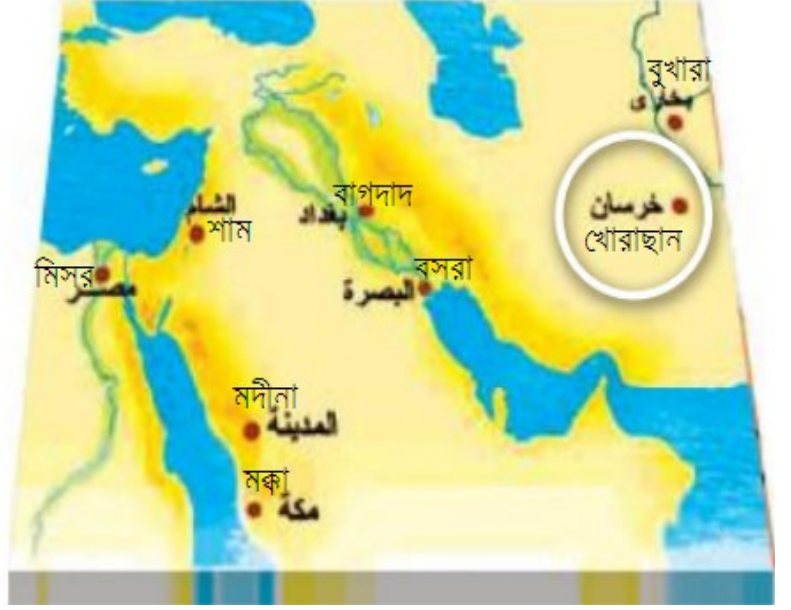 বুখারা
بخارى
خرسان
খোরাছান
বাগদাদ
بغداد
الشام
শাম
মিসর
مصر
বসরা
البصرة
মদীনা
المدينة
মক্কা
مكة